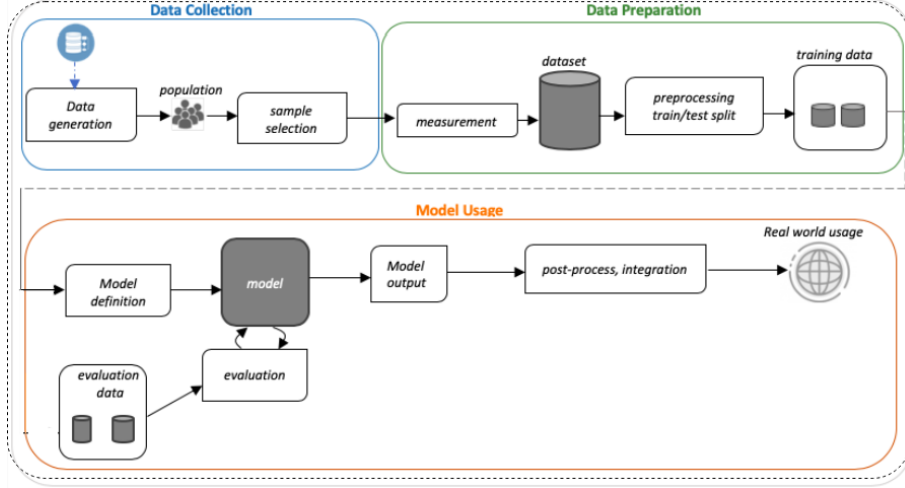 Data Collection
Data Preparation
Data
generation
population
sample
selection
measurement
dataset
preprocessing
train/test split
training data
Model Usage
Model
definition
model
Model
output
post-process, integration
Real world usage
evaluation
data
evaluation